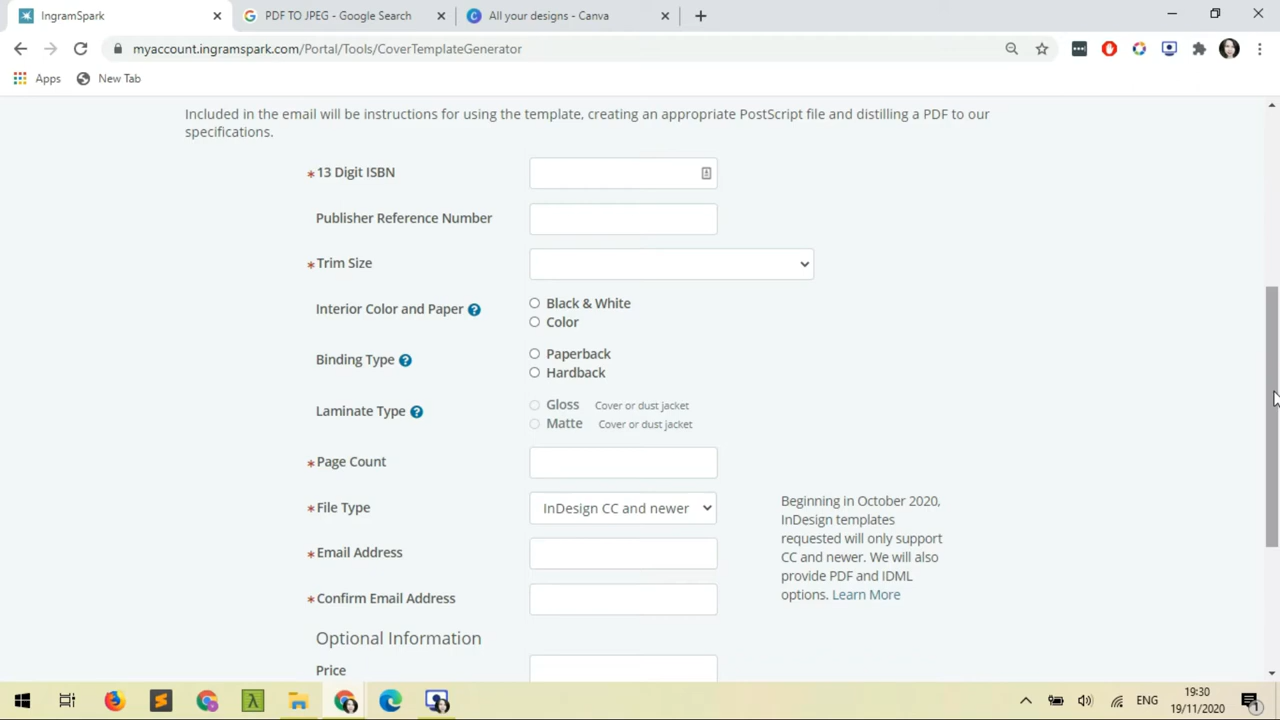 IngramSpark
PDF TO JPEG - Google Search
All your designs - Canva
myaccount.ingramspark.com/Portal/Tools/CoverTemplateGenerator
Apps
New Tab
Included in the email will be instructions for using the template, creating an appropriate PostScript file and distilling a PDF to our
specifications.
* 13 Digit ISBN
Publisher Reference Number
* Trim Size
Interior Color and Paper ?
Black & White
Color
Binding Type ?
Paperback
Hardback
Laminate Type ?
Gloss Cover or dust jacket
Matte Cover or dust jacket
* Page Count
* File Type
InDesign CC and newer
Beginning in October 2020,
InDesign templates
requested will only support
CC and newer. We will also
provide PDF and IDML
options. Learn More
* Email Address
* Confirm Email Address
Optional Information
Price
ENG
19:30
19/11/2020
1